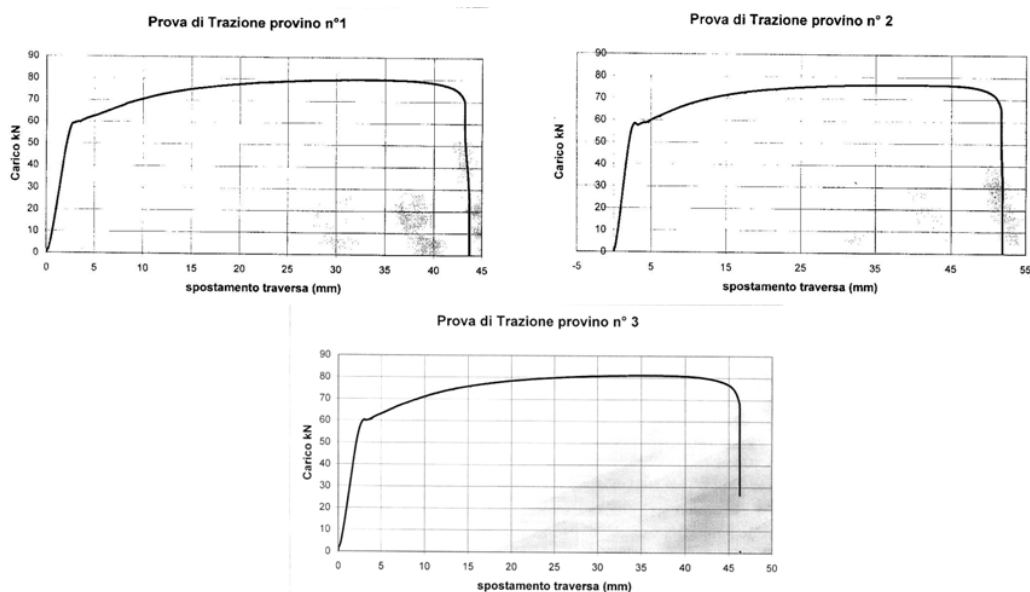 Prova di Trazione provino n°1
90
80
70
60
50
40
30
20
10
0
Carico kN
0 5 10 15 20 25 30 35 40 45
spostamento traversa (mm)
Prova di Trazione provino n° 2
90
80
70
60
50
40
30
20
10
0
Carico kN
-5 5 15 25 35 45 55
spostamento traversa (mm)
Prova di Trazione provino n° 3
90
80
70
60
50
40
30
20
10
0
Carico kN
0 5 10 15 20 25 30 35 40 45 50
spostamento traversa (mm)